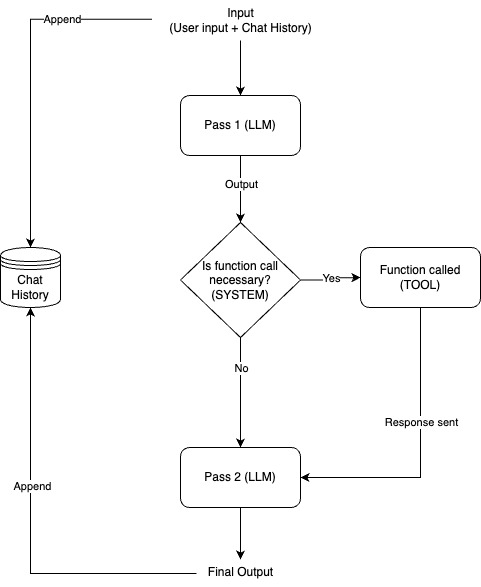 Input
(User input + Chat History)
Append
Pass 1 (LLM)
Output
Is function call
necessary?
(SYSTEM)
Yes
Function called
(TOOL)
Chat
History
No
Response sent
Pass 2 (LLM)
Append
Final Output